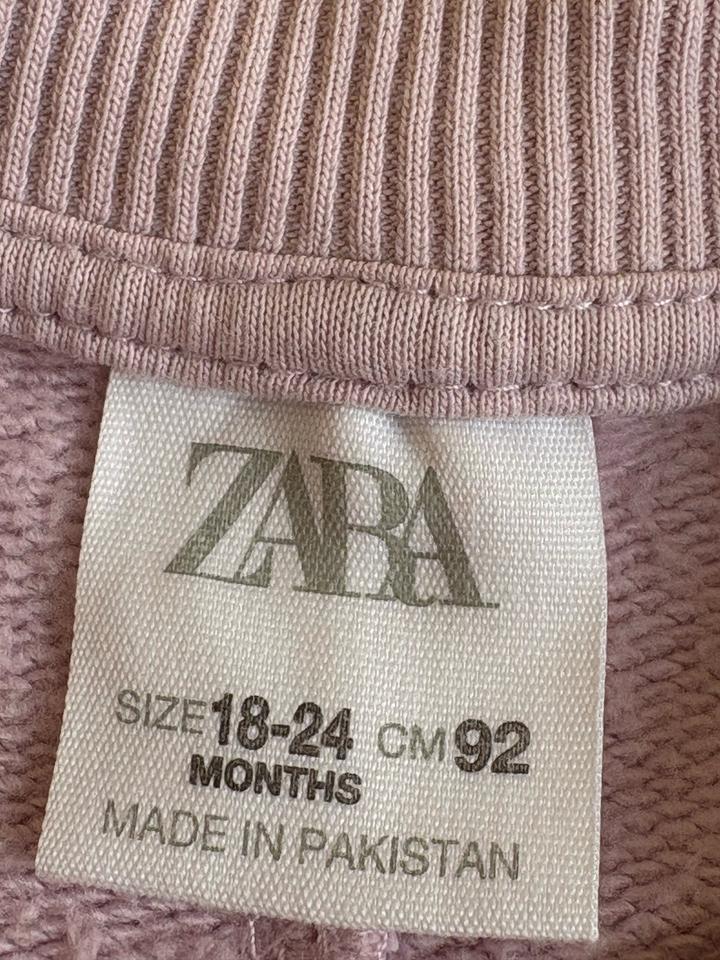 ZARA
SIZE 18-24 CM 92
MONTHS
MADE IN PAKISTAN